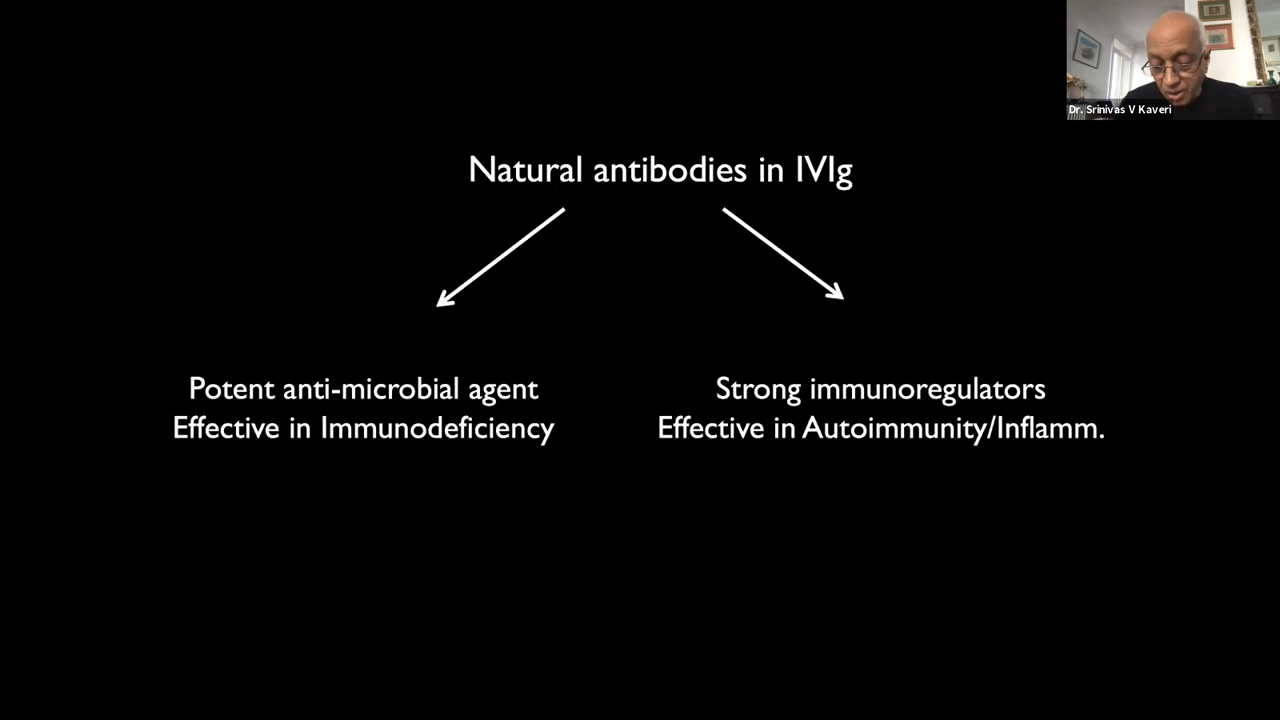 Dr. Srinivas V Kaveri
Natural antibodies in IVIg
Potent anti-microbial agent
Effective in Immunodeficiency
Strong immunoregulators
Effective in Autoimmunity/Inflamm.